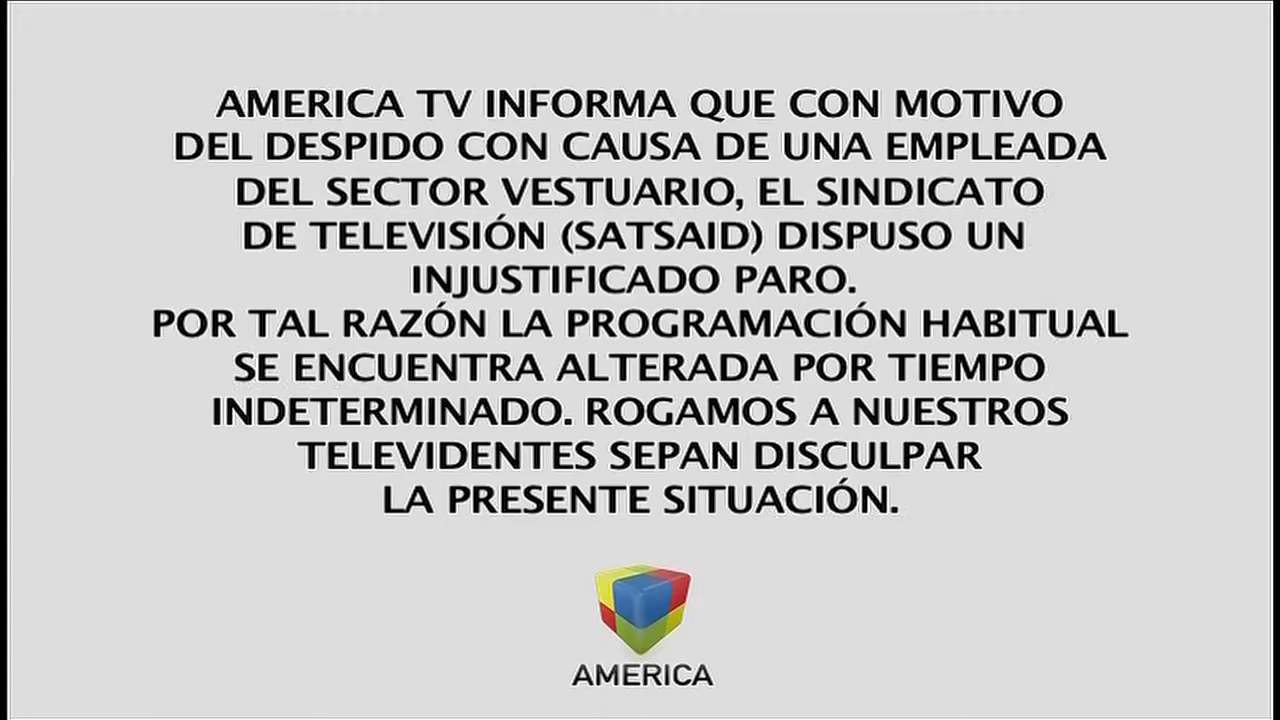 AMERICA TV INFORMA QUE CON MOTIVO
DEL DESPIDO CON CAUSA DE UNA EMPLEADA
DEL SECTOR VESTUARIO, EL SINDICATO
DE TELEVISIÓN (SATSAID) DISPUSO UN
INJUSTIFICADO PARO.
POR TAL RAZÓN LA PROGRAMACIÓN HABITUAL
SE ENCUENTRA ALTERADA POR TIEMPO
INDETERMINADO. ROGAMOS A NUESTROS
TELEVIDENTES SEPAN DISCULPAR
LA PRESENTE SITUACIÓN.
AMERICA